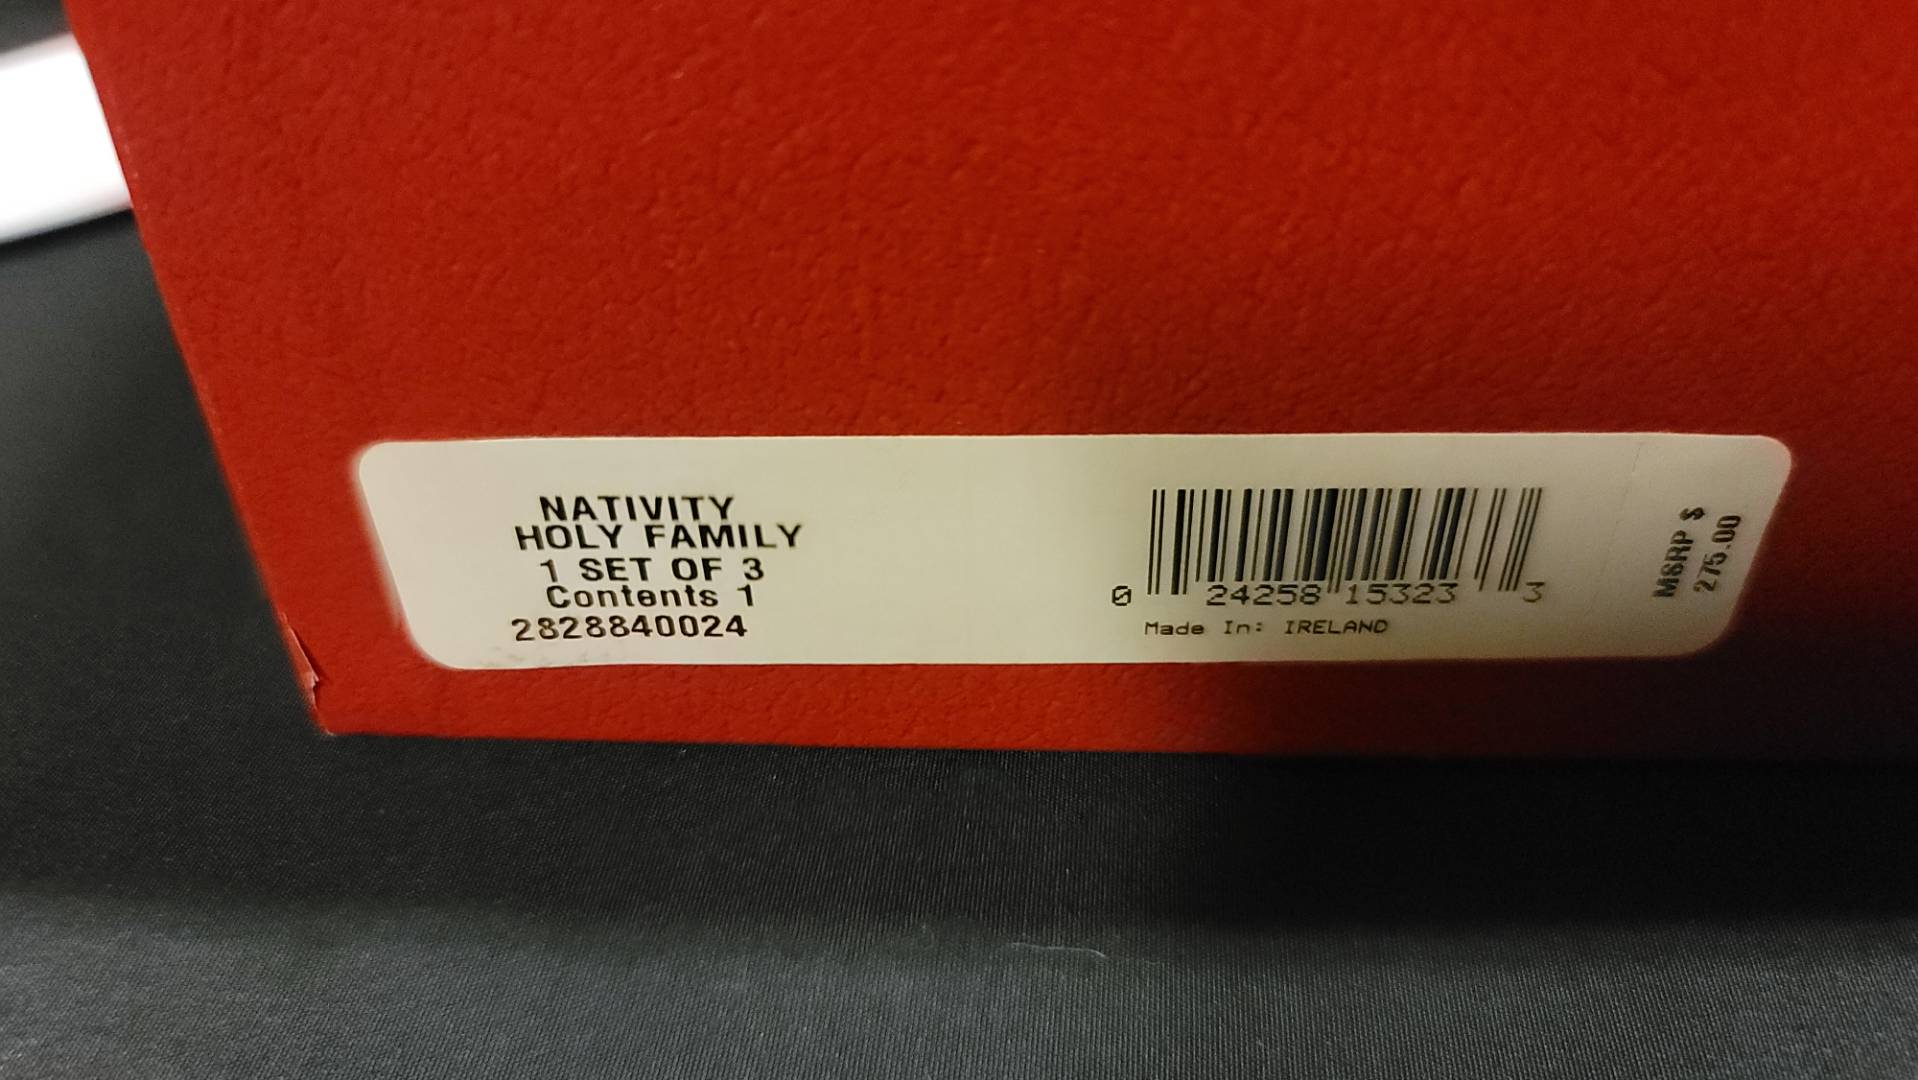 NATIVITY
HOLY FAMILY
1 SET OF 3
Contents 1
2828840024
0 24258 15323 3
Made In: IRELAND
MSRP $
275.00